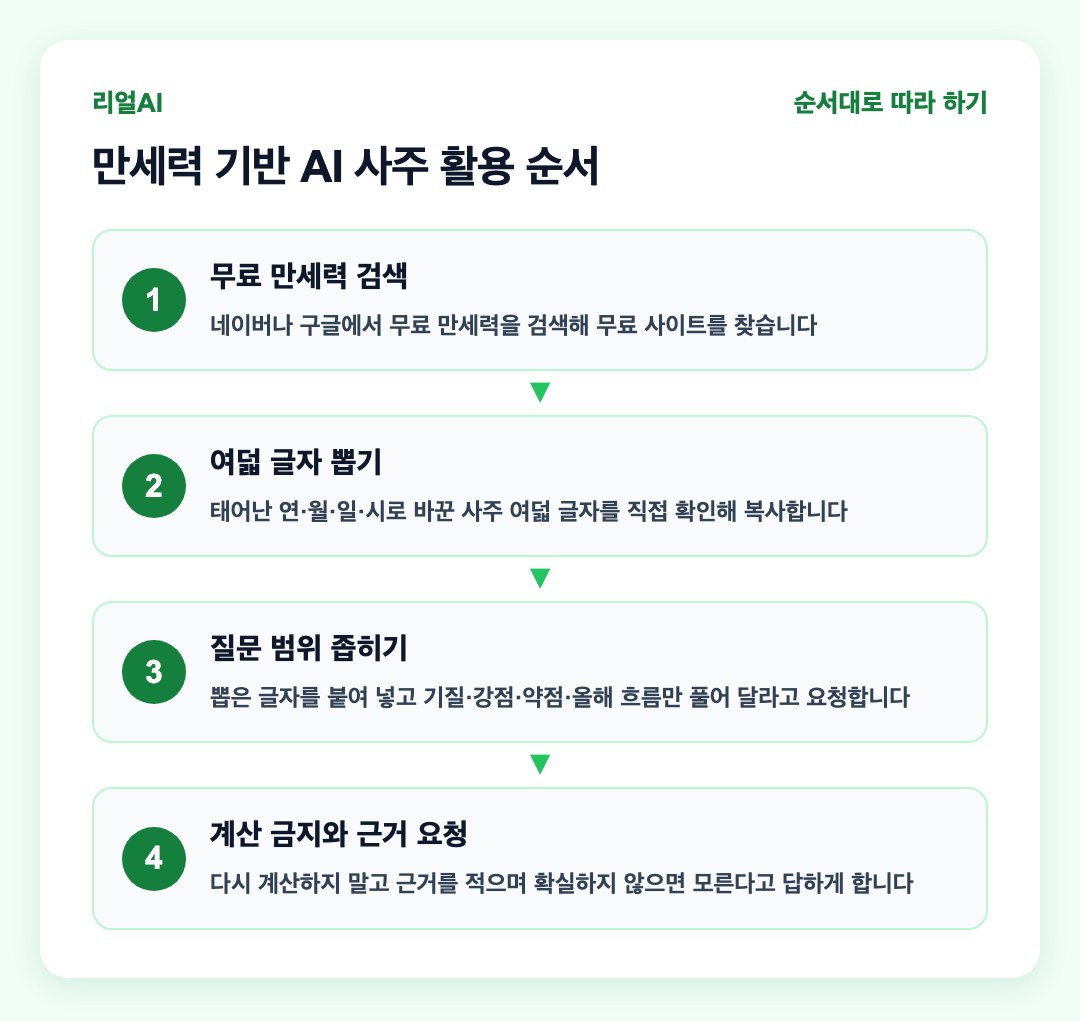 리얼AI
순서대로 따라 하기
만세력 기반 AI 사주 활용 순서
1
무료 만세력 검색
네이버나 구글에서 무료 만세력을 검색해 무료 사이트를 찾습니다
2
여덟 글자 뽑기
태어난 연·월·일·시로 바꾼 사주 여덟 글자를 직접 확인해 복사합니다
3
질문 범위 좁히기
뽑은 글자를 붙여 넣고 기질·강점·약점·올해 흐름만 풀어 달라고 요청합니다
4
계산 금지와 근거 요청
다시 계산하지 말고 근거를 적으며 확실하지 않으면 모른다고 답하게 합니다